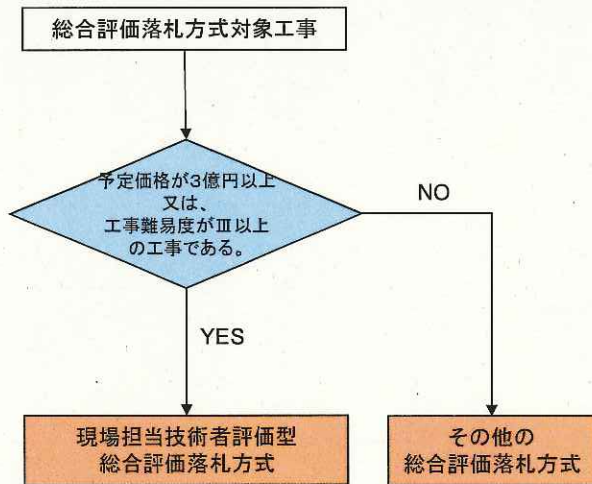 総合評価落札方式対象工事
予定価格が3億円以上
又は、
工事難易度がⅢ以上
の工事である。
NO
YES
現場担当技術者評価型
総合評価落札方式
その他の
総合評価落札方式